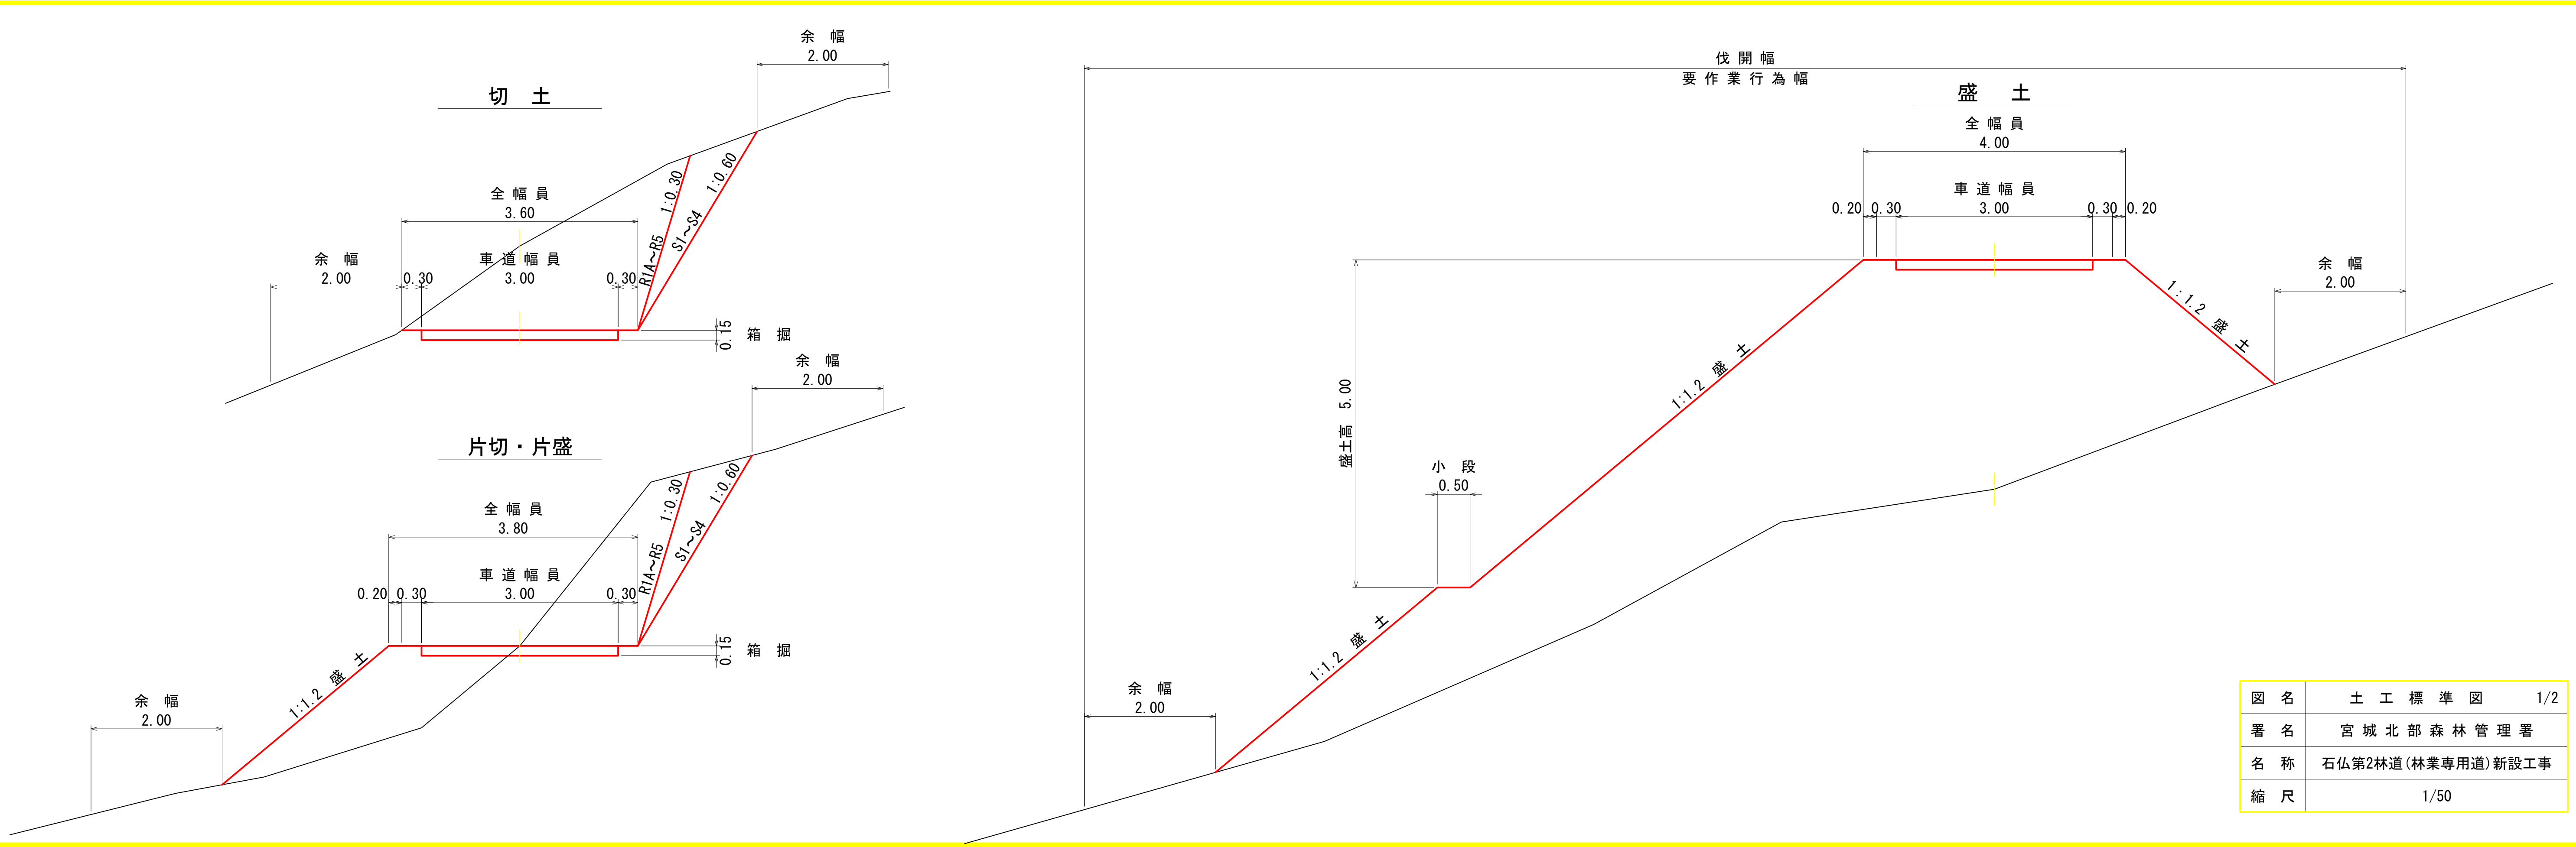 切　土
余　幅
2.00
全 幅 員
3.60
余　幅
2.00
0.30
車 道 幅 員
3.00
0.30
R1A～R5
1:0.30
S1～S4
1:0.60
0.15
箱　掘
片切・片盛
余　幅
2.00
全 幅 員
3.80
0.20
0.30
車 道 幅 員
3.00
0.30
R1A～R5
1:0.30
S1～S4
1:0.60
0.15
箱　掘
1:1.2　盛　土
余　幅
2.00
伐 開 幅
要 作 業 行 為 幅
盛　土
全 幅 員
4.00
車 道 幅 員
0.20
0.30
3.00
0.30
0.20
余　幅
2.00
1:1.2　盛　土
1:1.2　盛　土
盛土高　5.00
小　段
0.50
1:1.2　盛　土
余　幅
2.00
図　名　土 工 標 準 図　1/2
署　名　宮 城 北 部 森 林 管 理 署
名　称　石仏第2林道(林業専用道)新設工事
縮　尺　1/50